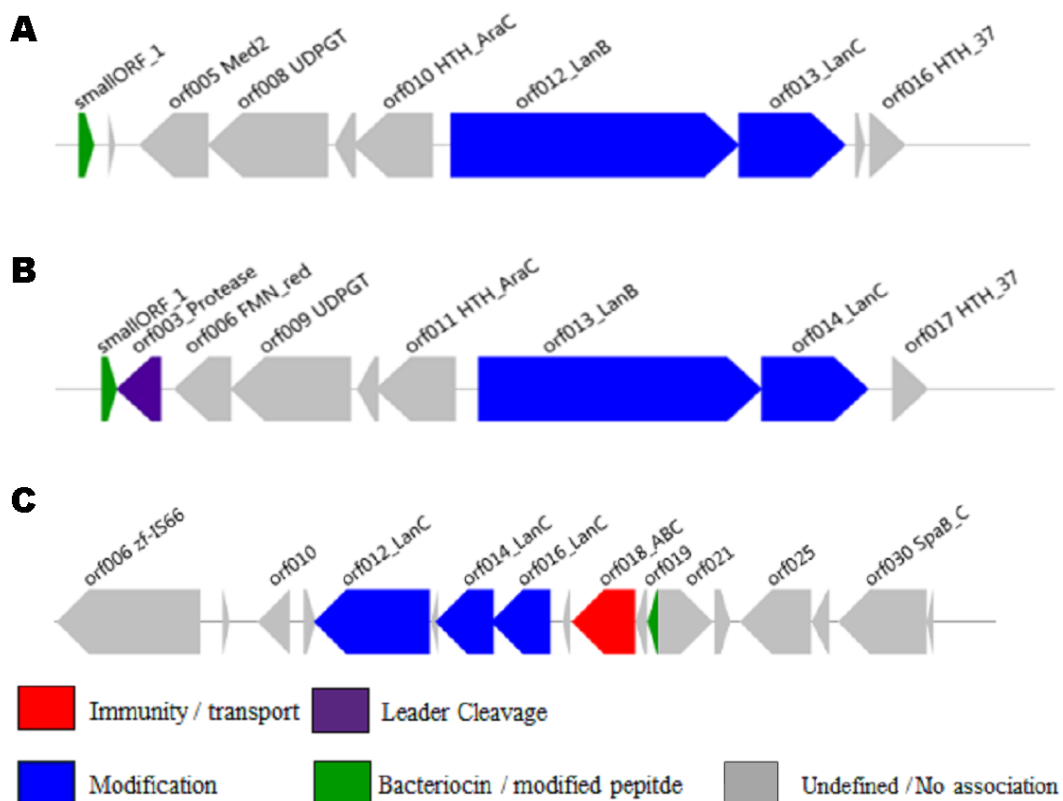 A
smallORF_1
orf005 Med2
orf008 UDPGT
orf010 HTH_AraC
orf012_LanB
orf013_LanC
orf016 HTH_37
B
smallORF_1
orf003_Protease
orf006 FMN_red
orf009 UDPGT
orf011 HTH_AraC
orf013_LanB
orf014_LanC
orf017 HTH_37
C
orf006 zf-IS66
orf010
orf012_LanC
orf014_LanC
orf016_LanC
orf018_ABC
orf019
orf021
orf025
orf030 SpaB_C
Immunity / transport
Leader Cleavage
Modification
Bacteriocin / modified pepitde
Undefined / No association